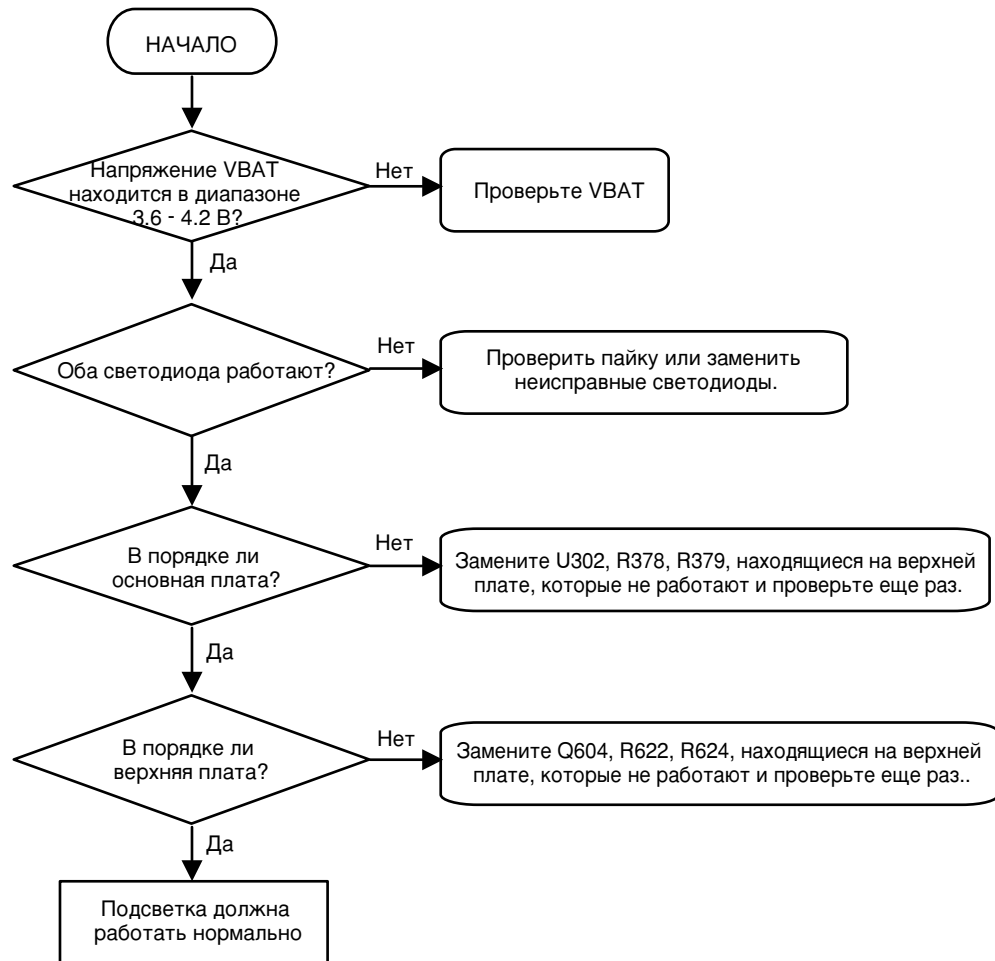 НАЧАЛО
Напряжение VBAT
находится в диапазоне
3.6 - 4.2 В?
Нет
Проверьте VBAT
Да
Оба светодиода работают?
Нет
Проверить пайку или заменить
неисправные светодиоды.
Да
В порядке ли
основная плата?
Нет
Замените U302, R378, R379, находящиеся на верхней
плате, которые не работают и проверьте еще раз.
Да
В порядке ли
верхняя плата?
Нет
Замените Q604, R622, R624, находящиеся на верхней
плате, которые не работают и проверьте еще раз..
Да
Подсветка должна
работать нормально